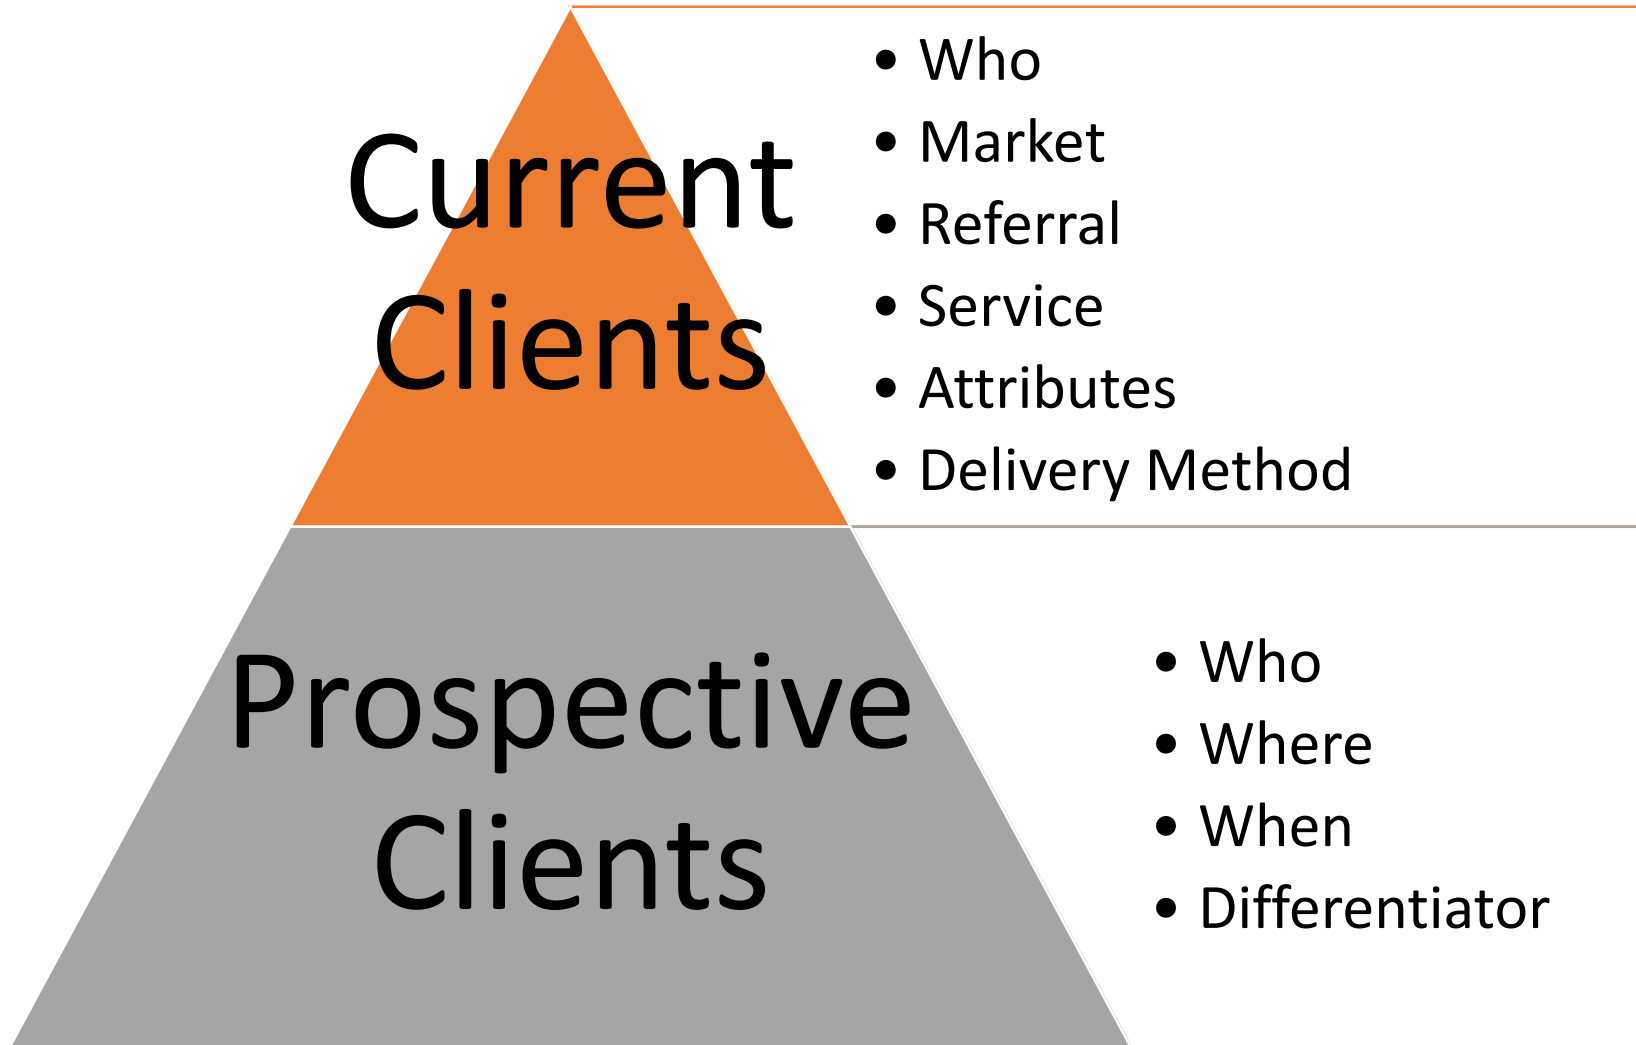 Current
Clients
• Who
• Market
• Referral
• Service
• Attributes
• Delivery Method
Prospective
Clients
• Who
• Where
• When
• Differentiator